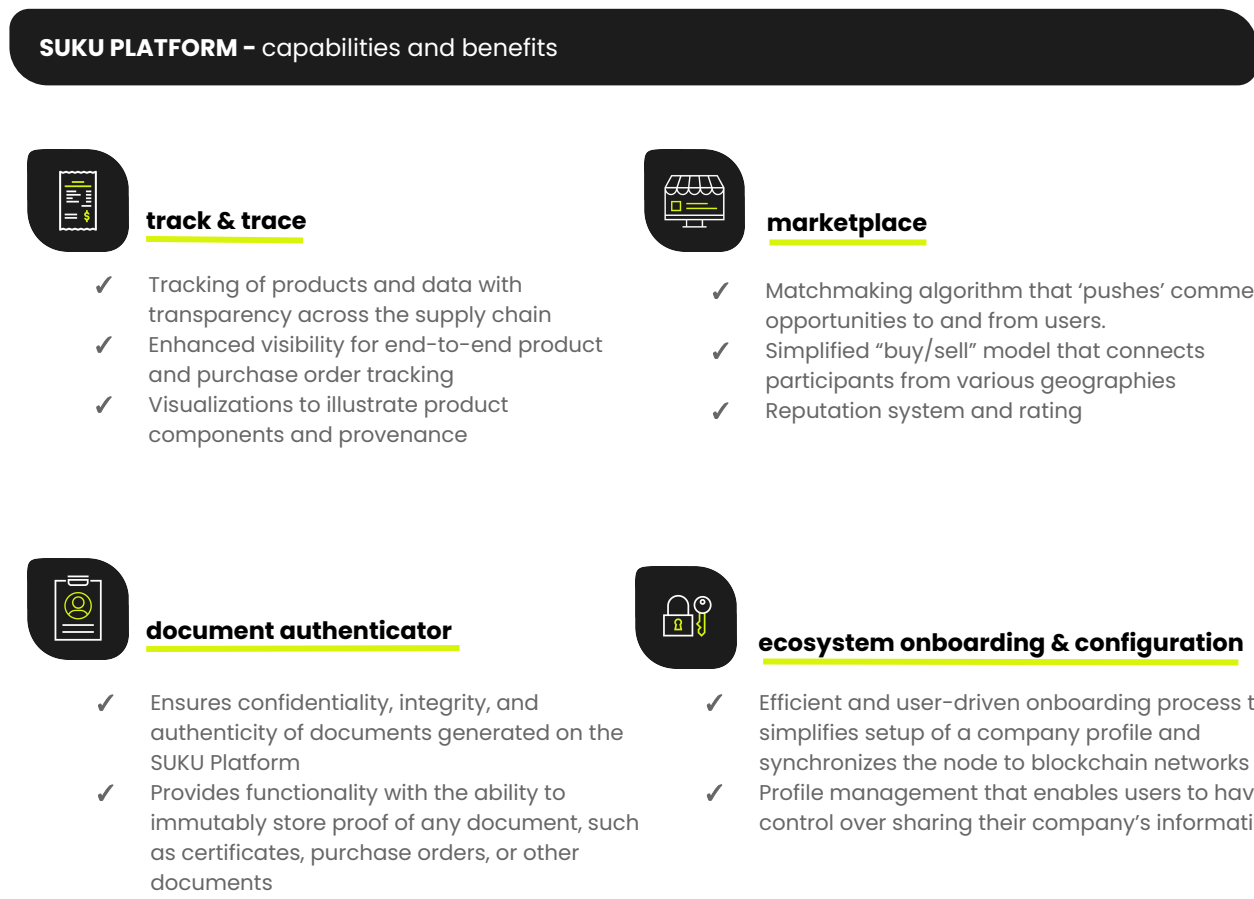 SUKU PLATFORM - capabilities and benefits
track & trace
✓ Tracking of products and data with
transparency across the supply chain
✓ Enhanced visibility for end-to-end product
and purchase order tracking
✓ Visualizations to illustrate product
components and provenance
marketplace
✓ Matchmaking algorithm that ‘pushes’ comme
opportunities to and from users.
✓ Simplified “buy/sell” model that connects
participants from various geographies
✓ Reputation system and rating
document authenticator
✓ Ensures confidentiality, integrity, and
authenticity of documents generated on the
SUKU Platform
✓ Provides functionality with the ability to
immutably store proof of any document, such
as certificates, purchase orders, or other
documents
ecosystem onboarding & configuration
✓ Efficient and user-driven onboarding process t
simplifies setup of a company profile and
synchronizes the node to blockchain networks
✓ Profile management that enables users to hav
control over sharing their company’s informati